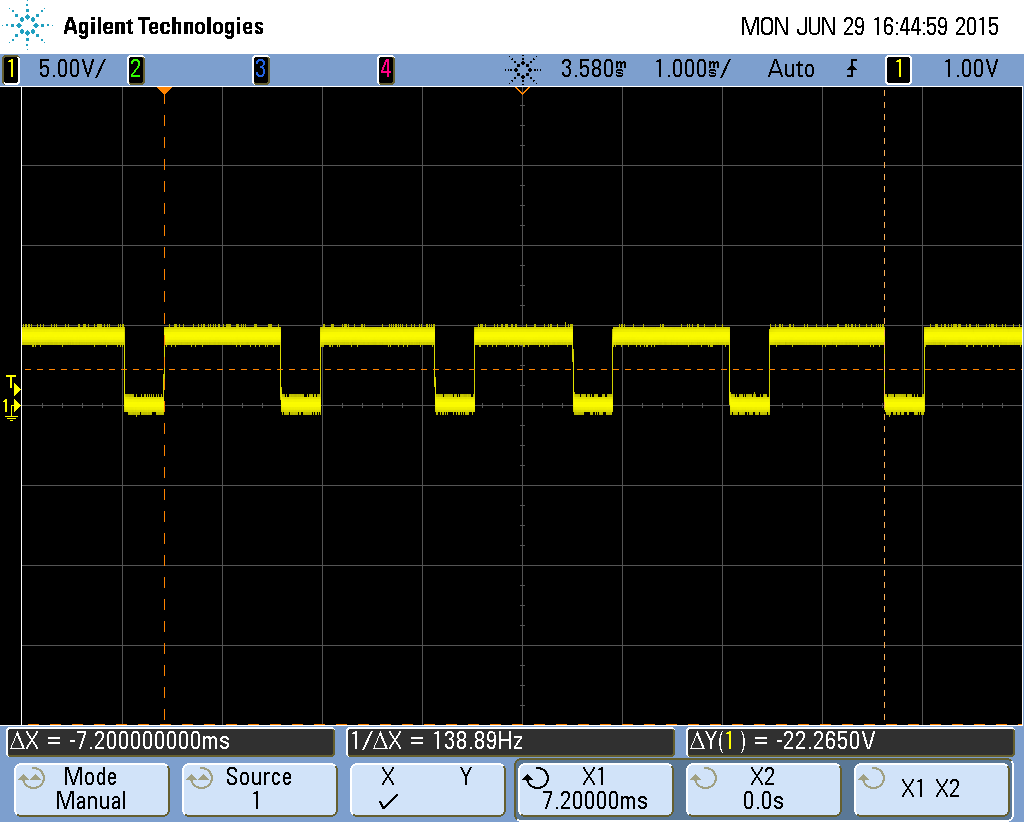 Agilent Technologies MON JUN 29 16:44:59 2015
1 5.00V/ 2 3 4 3.580ms 1.000ms/ Auto 1 1.00V
T
1
ΔX = -7.200000000ms 1/ΔX = 138.89Hz ΔY(1) = -22.2650V
Mode Source X Y X1 X2 X1 X2
Manual 1 ✓ 7.20000ms 0.0s